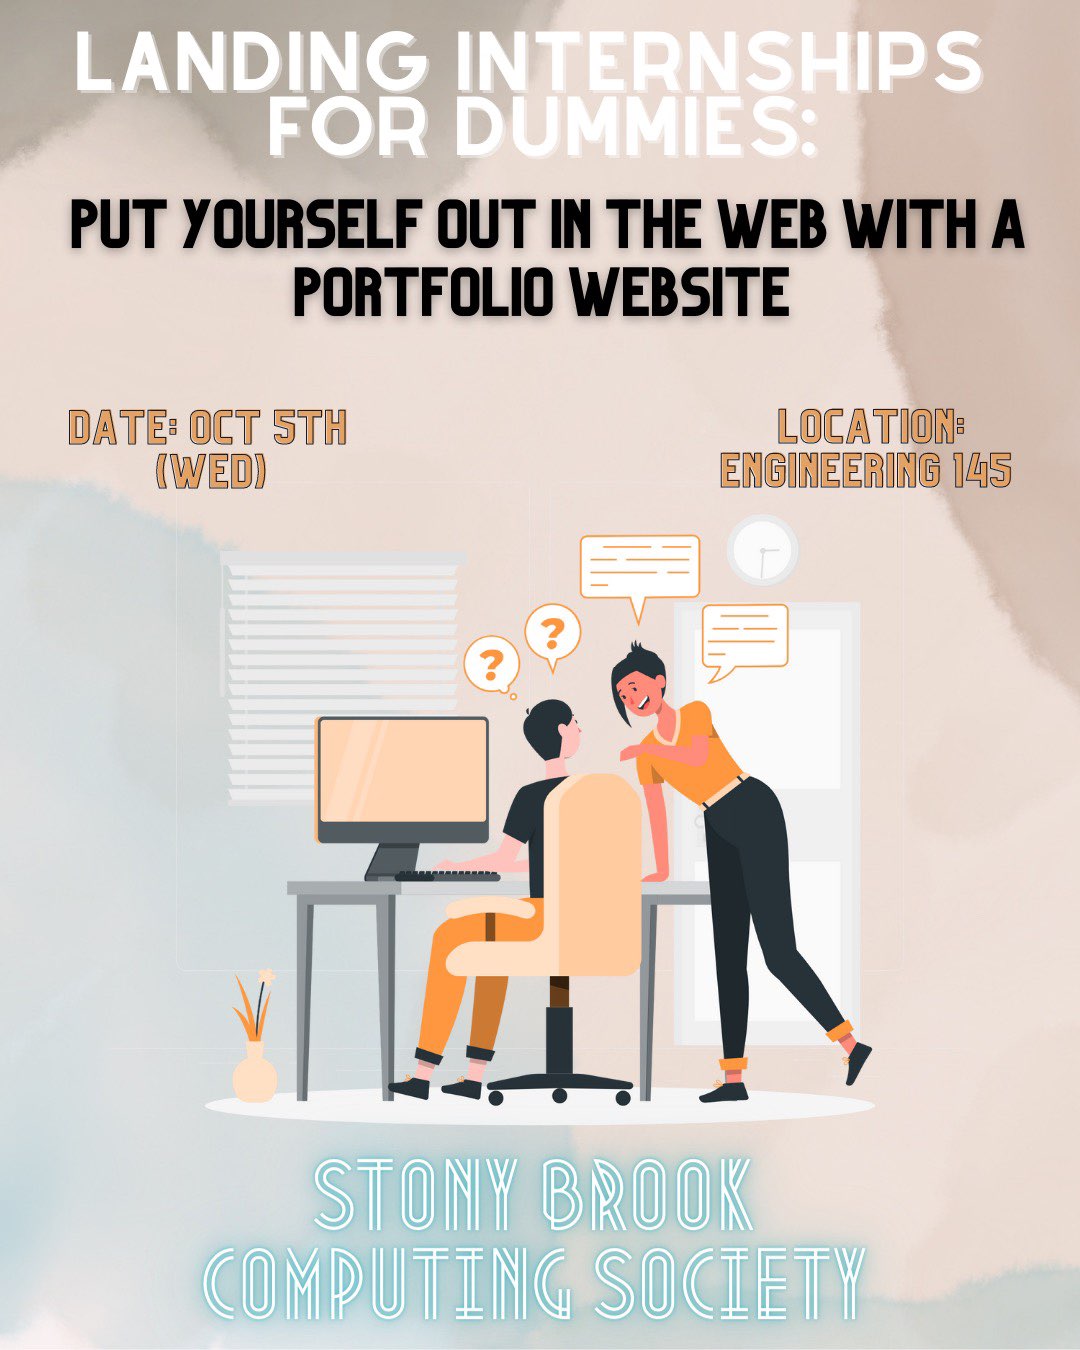 LANDING INTERNSHIPS
FOR DUMMIES:
PUT YOURSELF OUT IN THE WEB WITH A
PORTFOLIO WEBSITE
DATE: OCT 5TH
(WED)
LOCATION:
ENGINEERING 145
?
?
STONY BROOK
COMPUTING SOCIETY